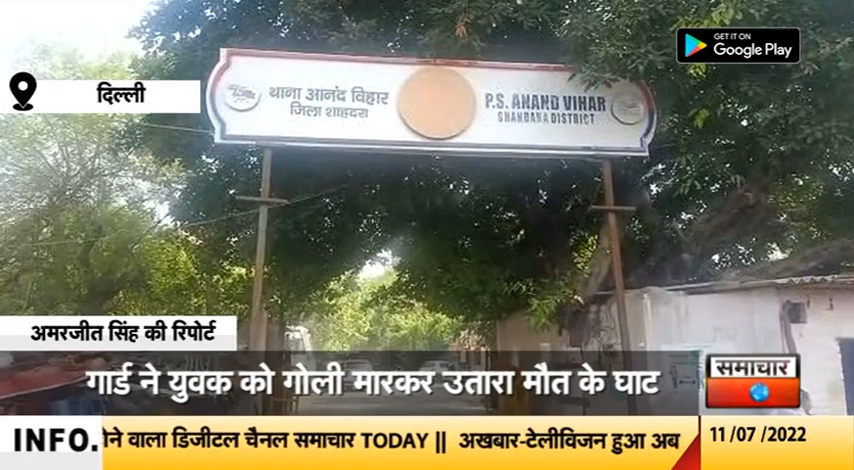 GET IT ON
Google Play
दिल्ली
थाना आनंद विहार
जिला शाहदरा
P.S. ANAND VIHAR
SHAHDARA DISTRICT
अमरजीत सिंह की रिपोर्ट
गार्ड ने युवक को गोली मारकर उतारा मौत के घाट
समाचार
INFO.
होने वाला डिजीटल चैनल समाचार TODAY || अखबार-टेलीविजन हुआ अब
11/07/2022